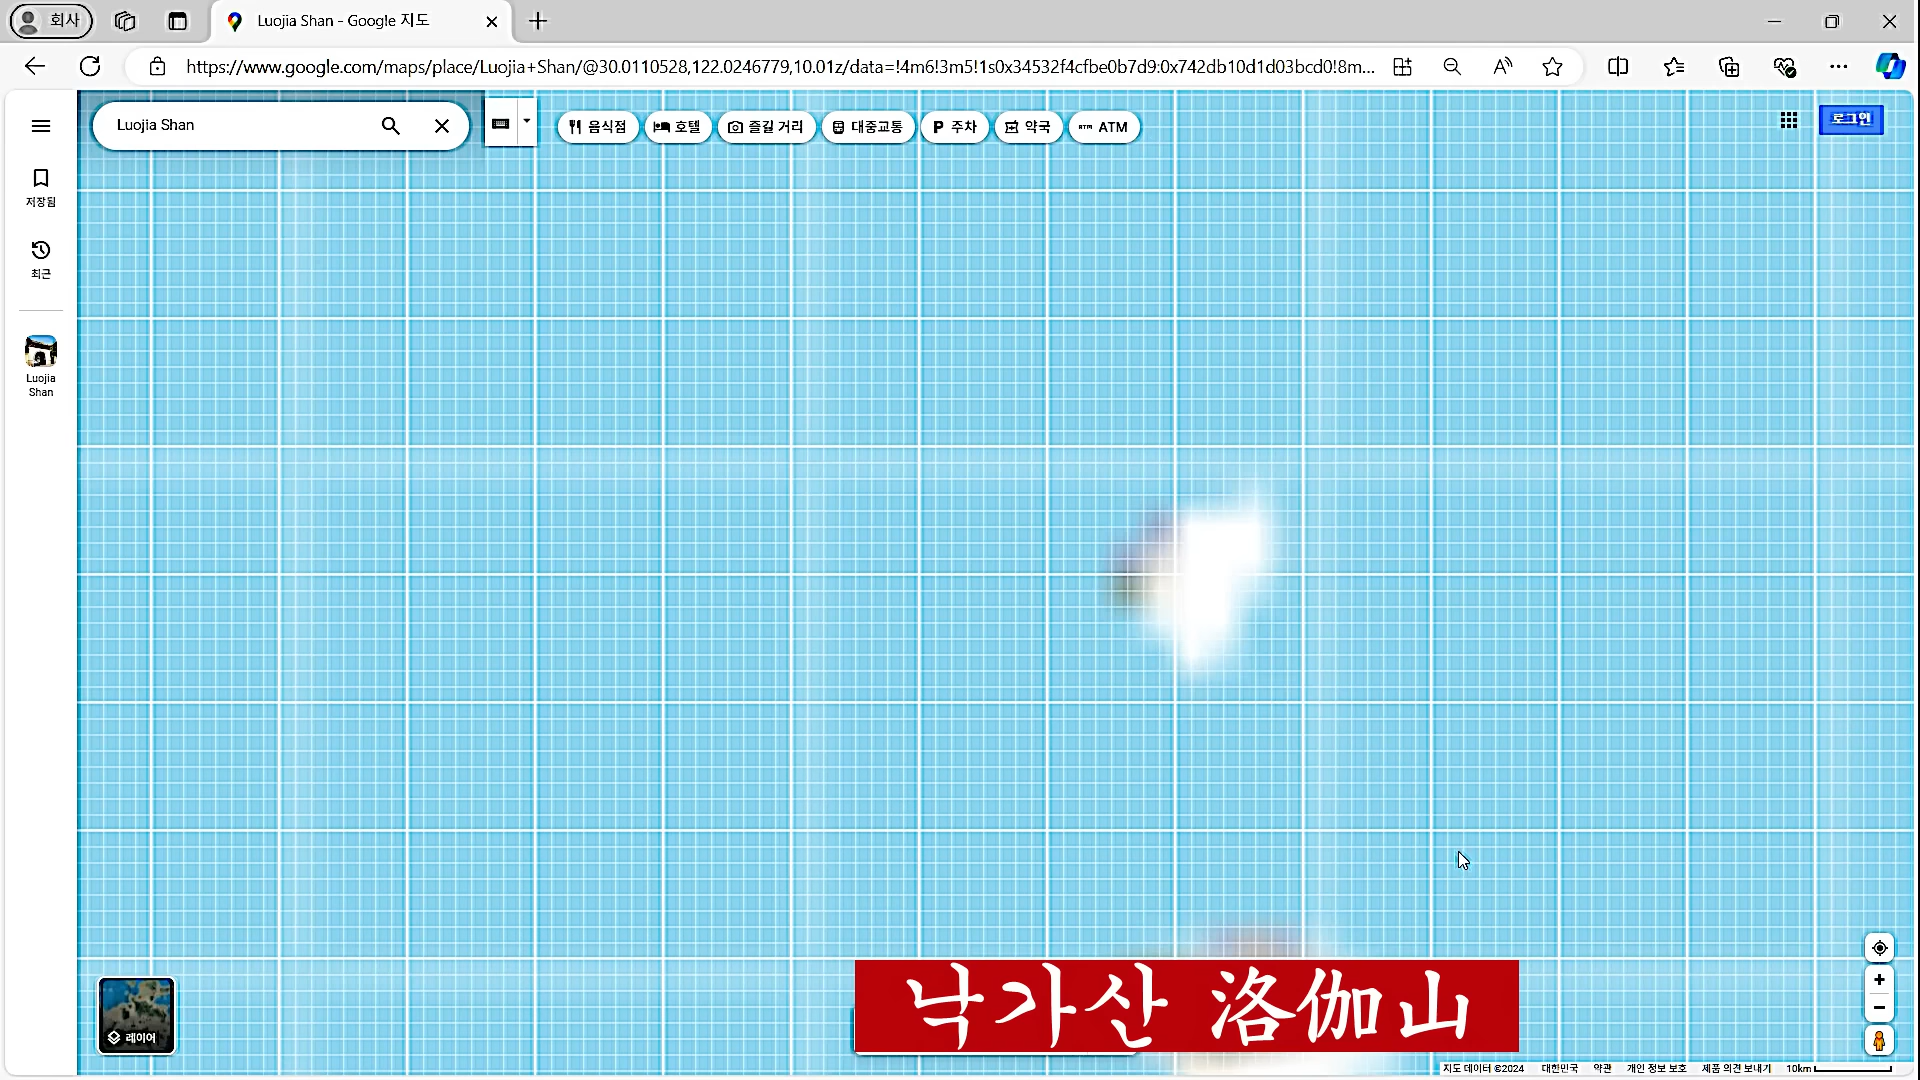 회사
Luojia Shan - Google 지도
https://www.google.com/maps/place/Luojia+Shan/@30.0110528,122.0246779,10.01z/data=!4m6!3m5!1s0x34532f4cfbe0b7d9:0x742db10d1d03bcd0!8m...
Luojia Shan
음식점
호텔
즐길 거리
대중교통
P 주차
약국
ATM ATM
로그인
저장됨
최근
Luojia
Shan
레이어
낙가산 洛伽山
지도 데이터 ©2024 대한민국 약관 개인 정보 보호 제품 의견 보내기 10km